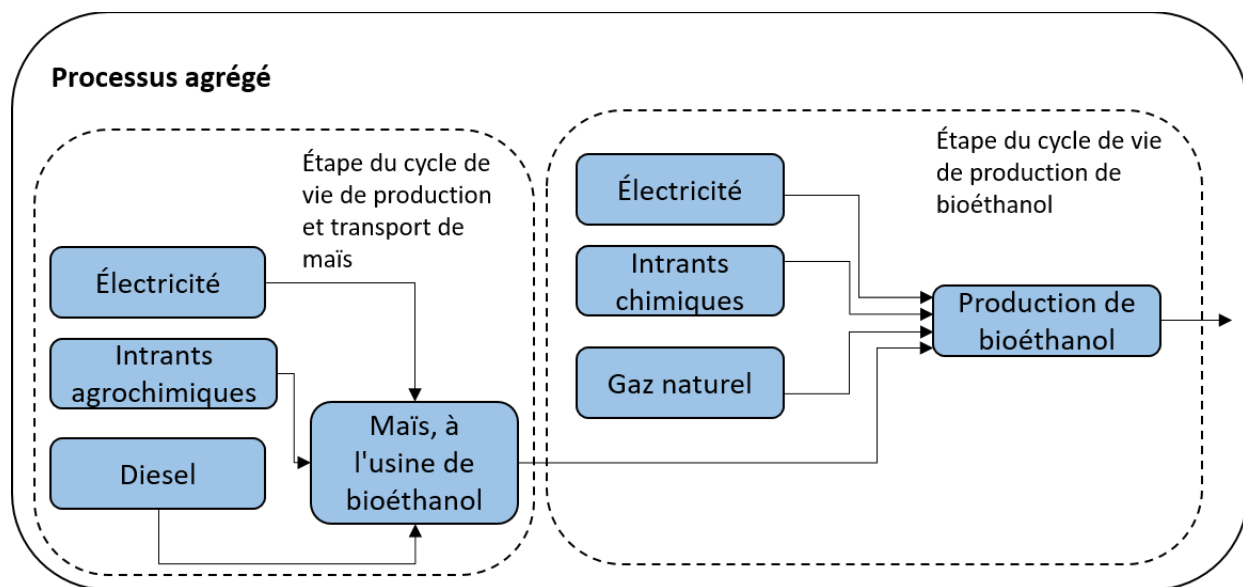 Processus agrégé
Étape du cycle de
vie de production
et transport de
maïs
Électricité
Intrants
agrochimiques
Diesel
Maïs, à
l'usine de
bioéthanol
Étape du cycle de vie
de production de
bioéthanol
Électricité
Intrants
chimiques
Gaz naturel
Production de
bioéthanol